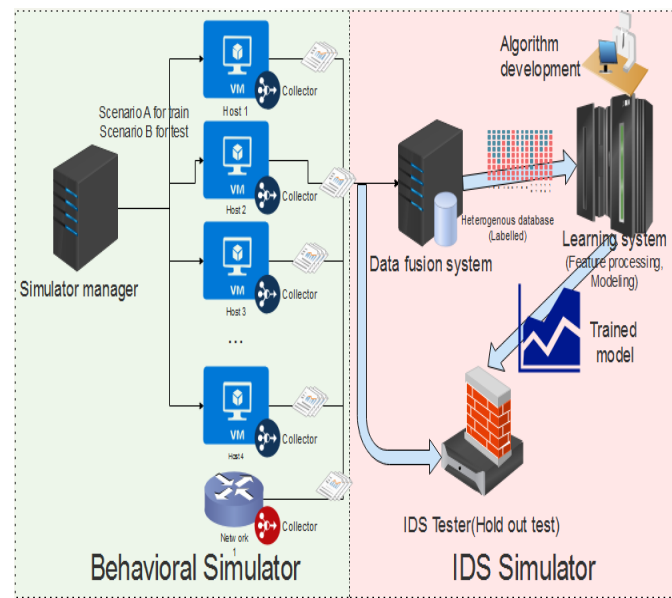 Scenario A for train
Scenario B for test
Simulator manager
VM
Collector
Host 1
VM
Collector
Host 2
VM
Collector
Host 3
...
VM
Collector
Host 4
Collector
Network
1
Behavioral Simulator
Algorithm
development
Data fusion system
Heterogenous database
(Labelled)
Learning system
(Feature processing,
Modeling)
Trained
model
IDS Tester(Hold out test)
IDS Simulator